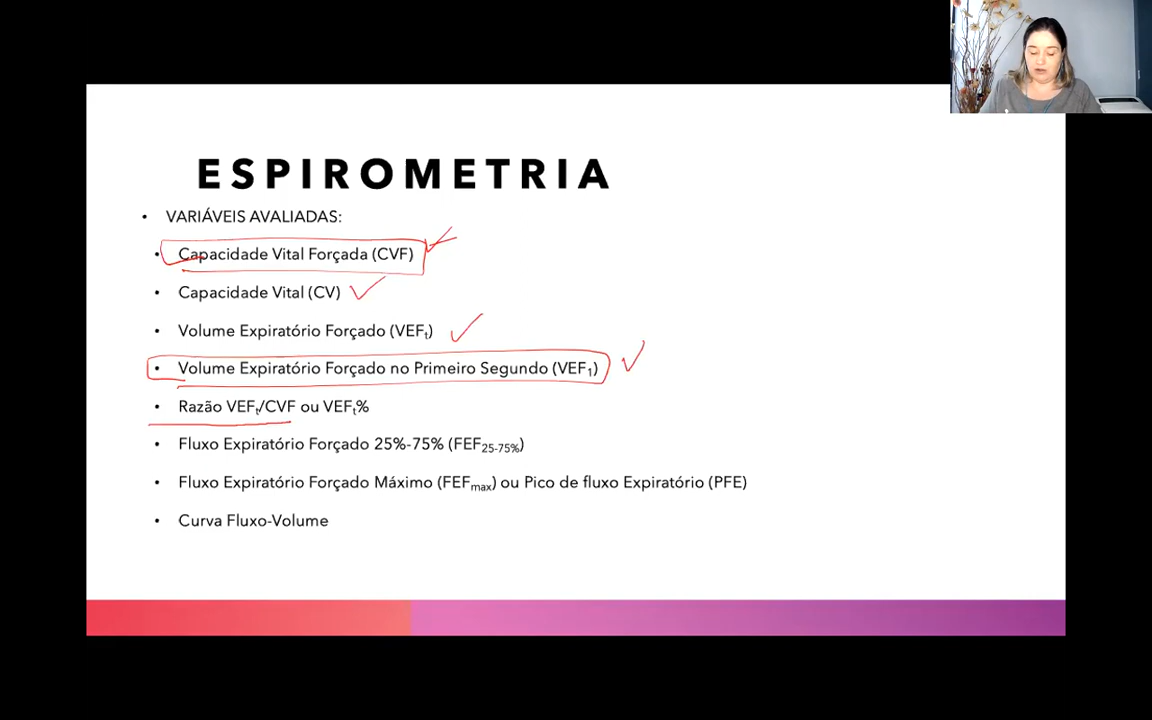 ESPIROMETRIA
• VARIÁVEIS AVALIADAS:
• Capacidade Vital Forçada (CVF)
• Capacidade Vital (CV)
• Volume Expiratório Forçado (VEFt)
• Volume Expiratório Forçado no Primeiro Segundo (VEF1)
• Razão VEFt/CVF ou VEFt%
• Fluxo Expiratório Forçado 25%-75% (FEF25-75%)
• Fluxo Expiratório Forçado Máximo (FEFmax) ou Pico de fluxo Expiratório (PFE)
• Curva Fluxo-Volume